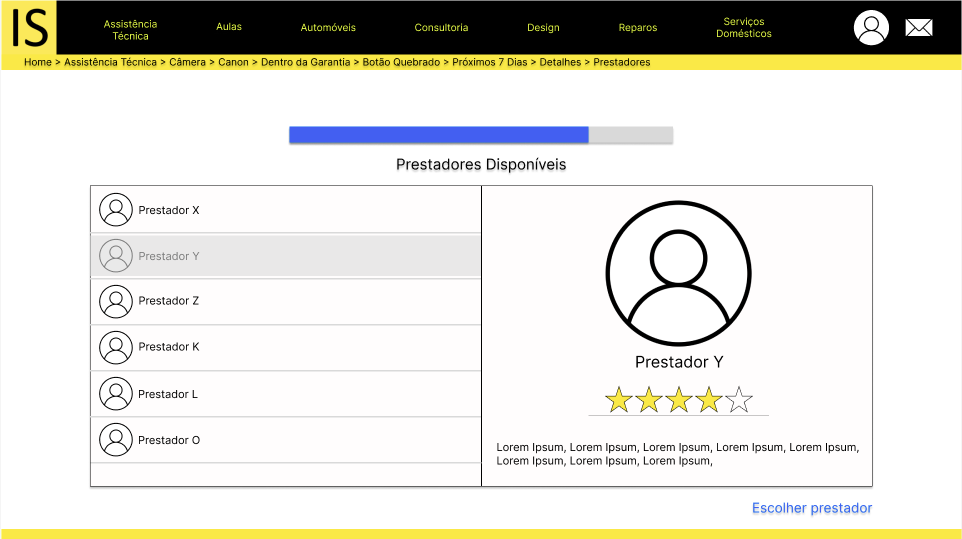 IS
Assistência
Técnica
Aulas
Automóveis
Consultoria
Design
Reparos
Serviços
Domésticos
Home > Assistência Técnica > Câmera > Canon > Dentro da Garantia > Botão Quebrado > Próximos 7 Dias > Detalhes > Prestadores
Prestadores Disponíveis
Prestador X
Prestador Y
Prestador Z
Prestador K
Prestador L
Prestador O
Prestador Y
Lorem Ipsum, Lorem Ipsum, Lorem Ipsum, Lorem Ipsum, Lorem Ipsum,
Lorem Ipsum, Lorem Ipsum, Lorem Ipsum,
Escolher prestador